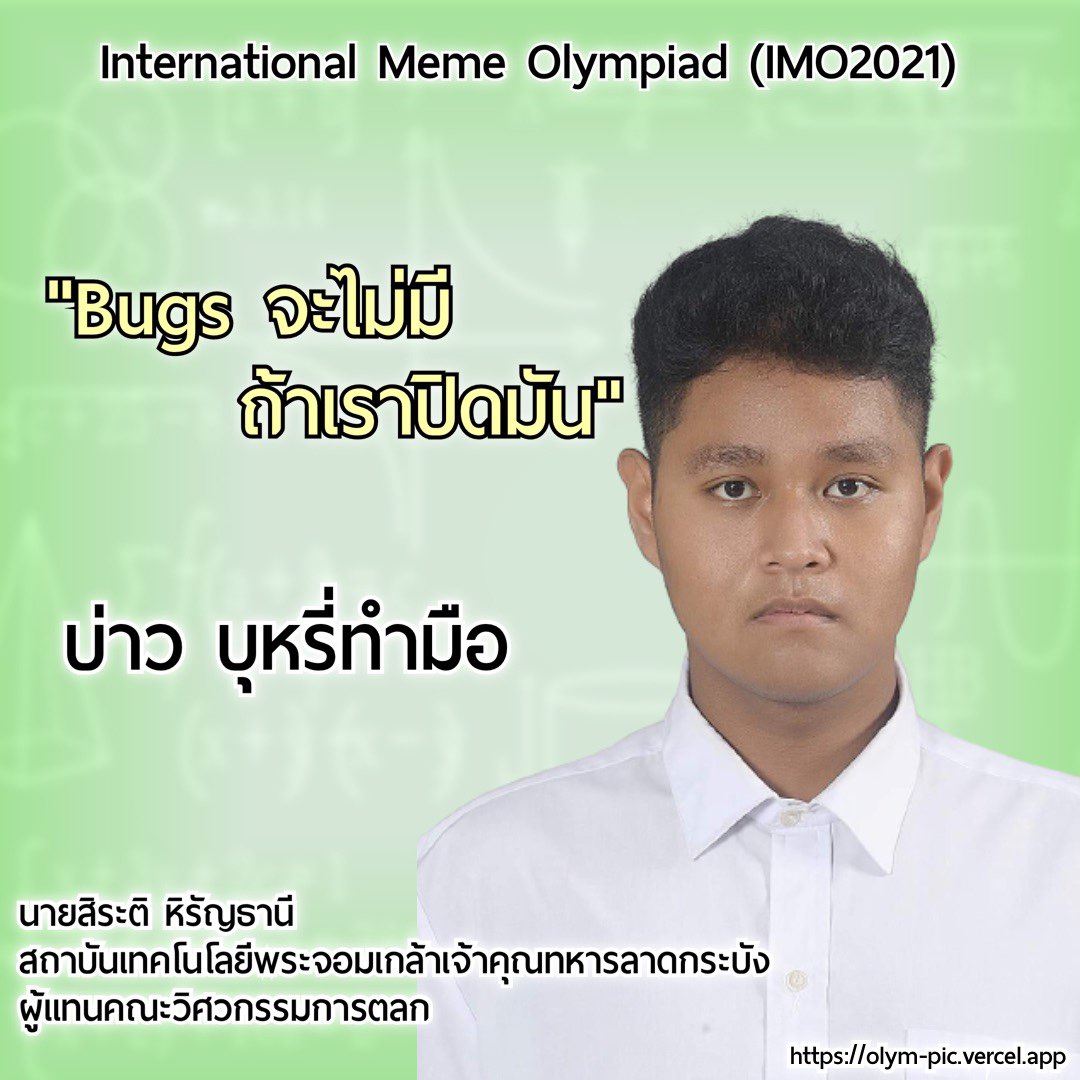 International Meme Olympiad (IMO2021)
"Bugs จะไม่มี
ถ้าเราปิดมัน"
บ่าว บุหรี่ทำมือ
นายสิระติ หิรัญธานี
สถาบันเทคโนโลยีพระจอมเกล้าเจ้าคุณทหารลาดกระบัง
ผู้แทนคณะวิศวกรรมการตลก
https://olym-pic.vercel.app